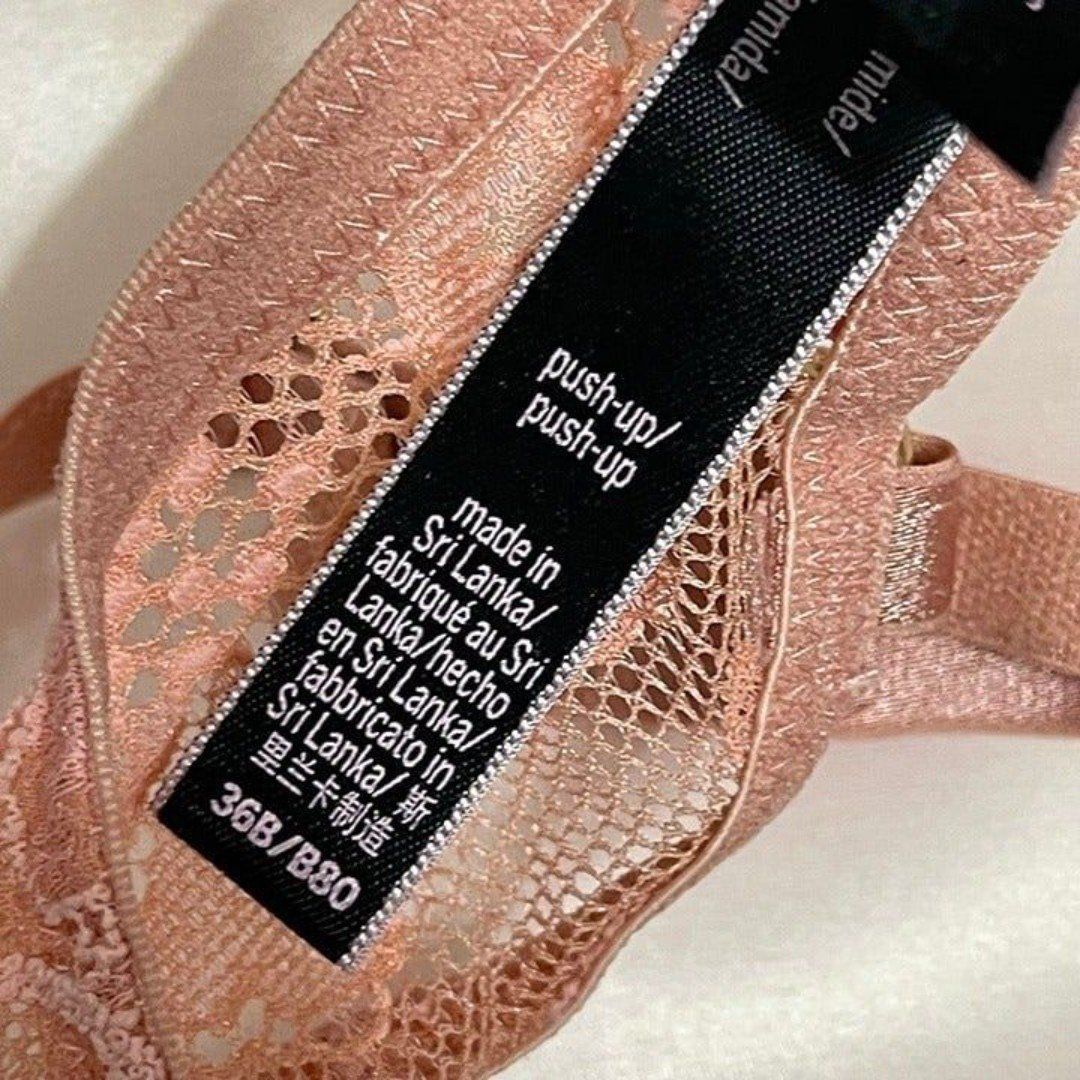 mide/
push-up/
push-up
made in
Sri Lanka/
fabriqué au Sri
Lanka/hecho
en Sri Lanka/
fabbricato in
Sri Lanka/ 斯
里兰卡制造
36B/B80